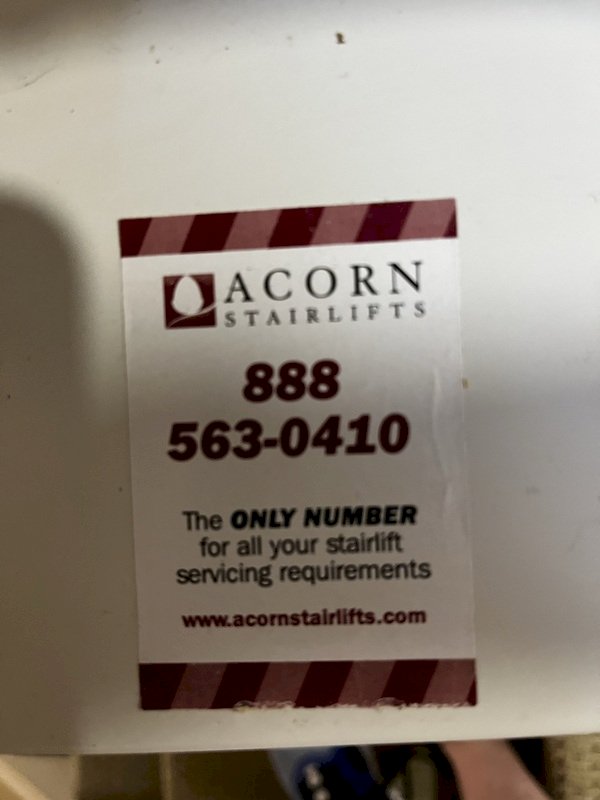 ACORN
STAIRLIFTS
888
563-0410
The ONLY NUMBER
for all your stairlift
servicing requirements
www.acornstairlifts.com